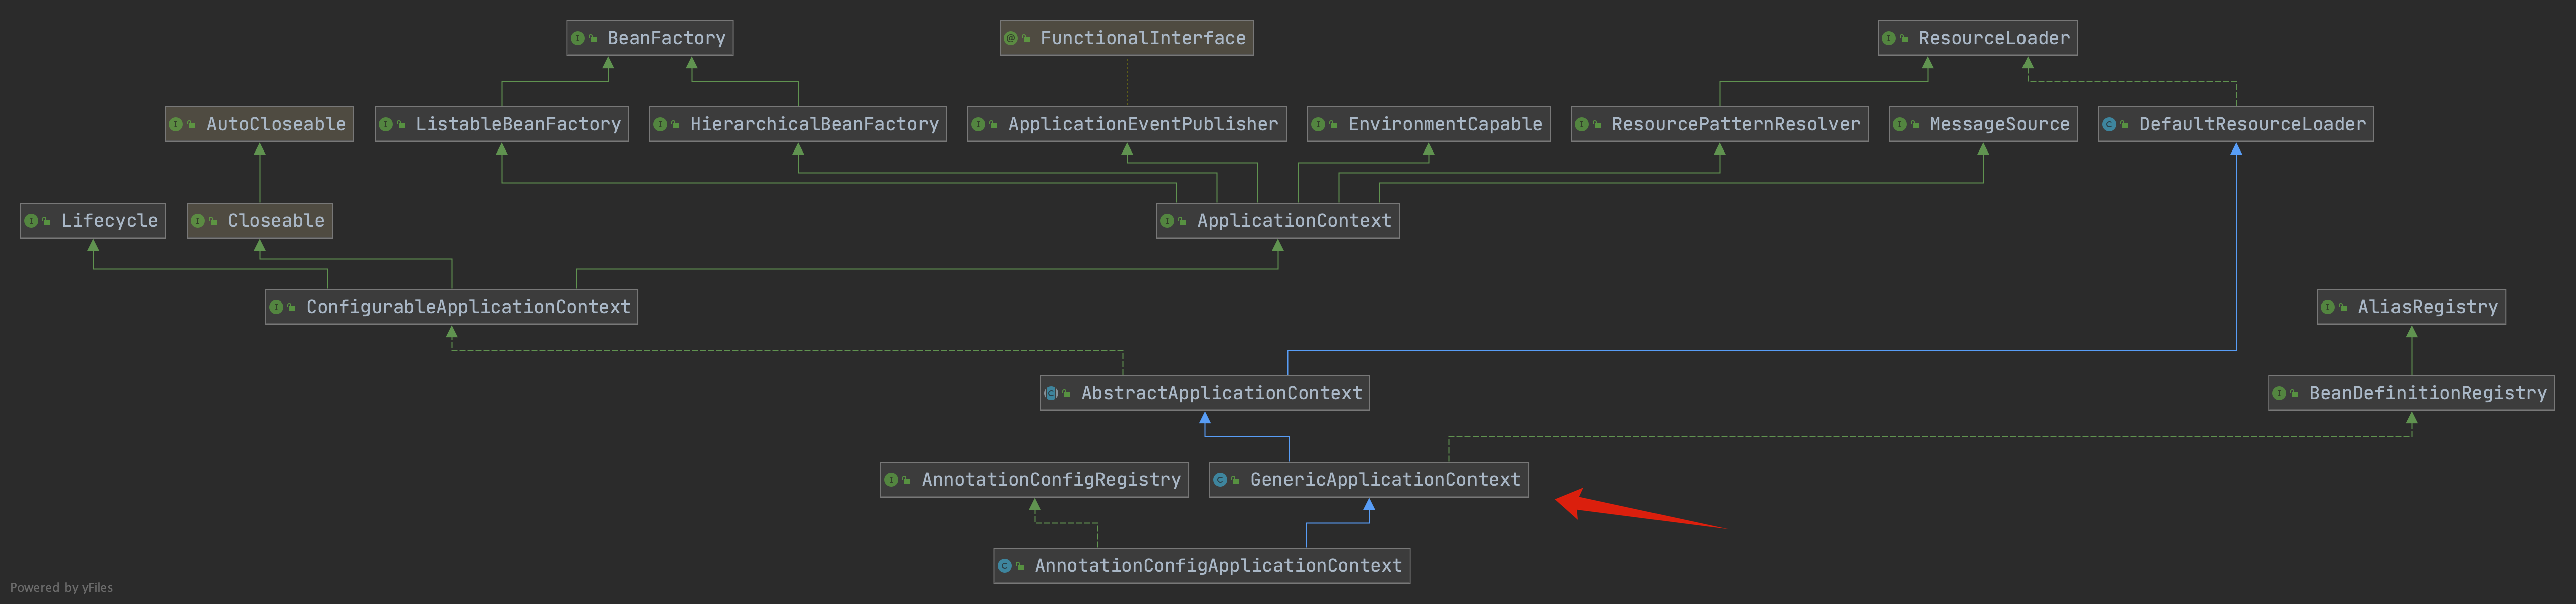 BeanFactory
FunctionalInterface
ResourceLoader
AutoCloseable
ListableBeanFactory
HierarchicalBeanFactory
ApplicationEventPublisher
EnvironmentCapable
ResourcePatternResolver
MessageSource
DefaultResourceLoader
Lifecycle
Closeable
ApplicationContext
ConfigurableApplicationContext
AliasRegistry
AbstractApplicationContext
BeanDefinitionRegistry
AnnotationConfigRegistry
GenericApplicationContext
AnnotationConfigApplicationContext
Powered by yFiles